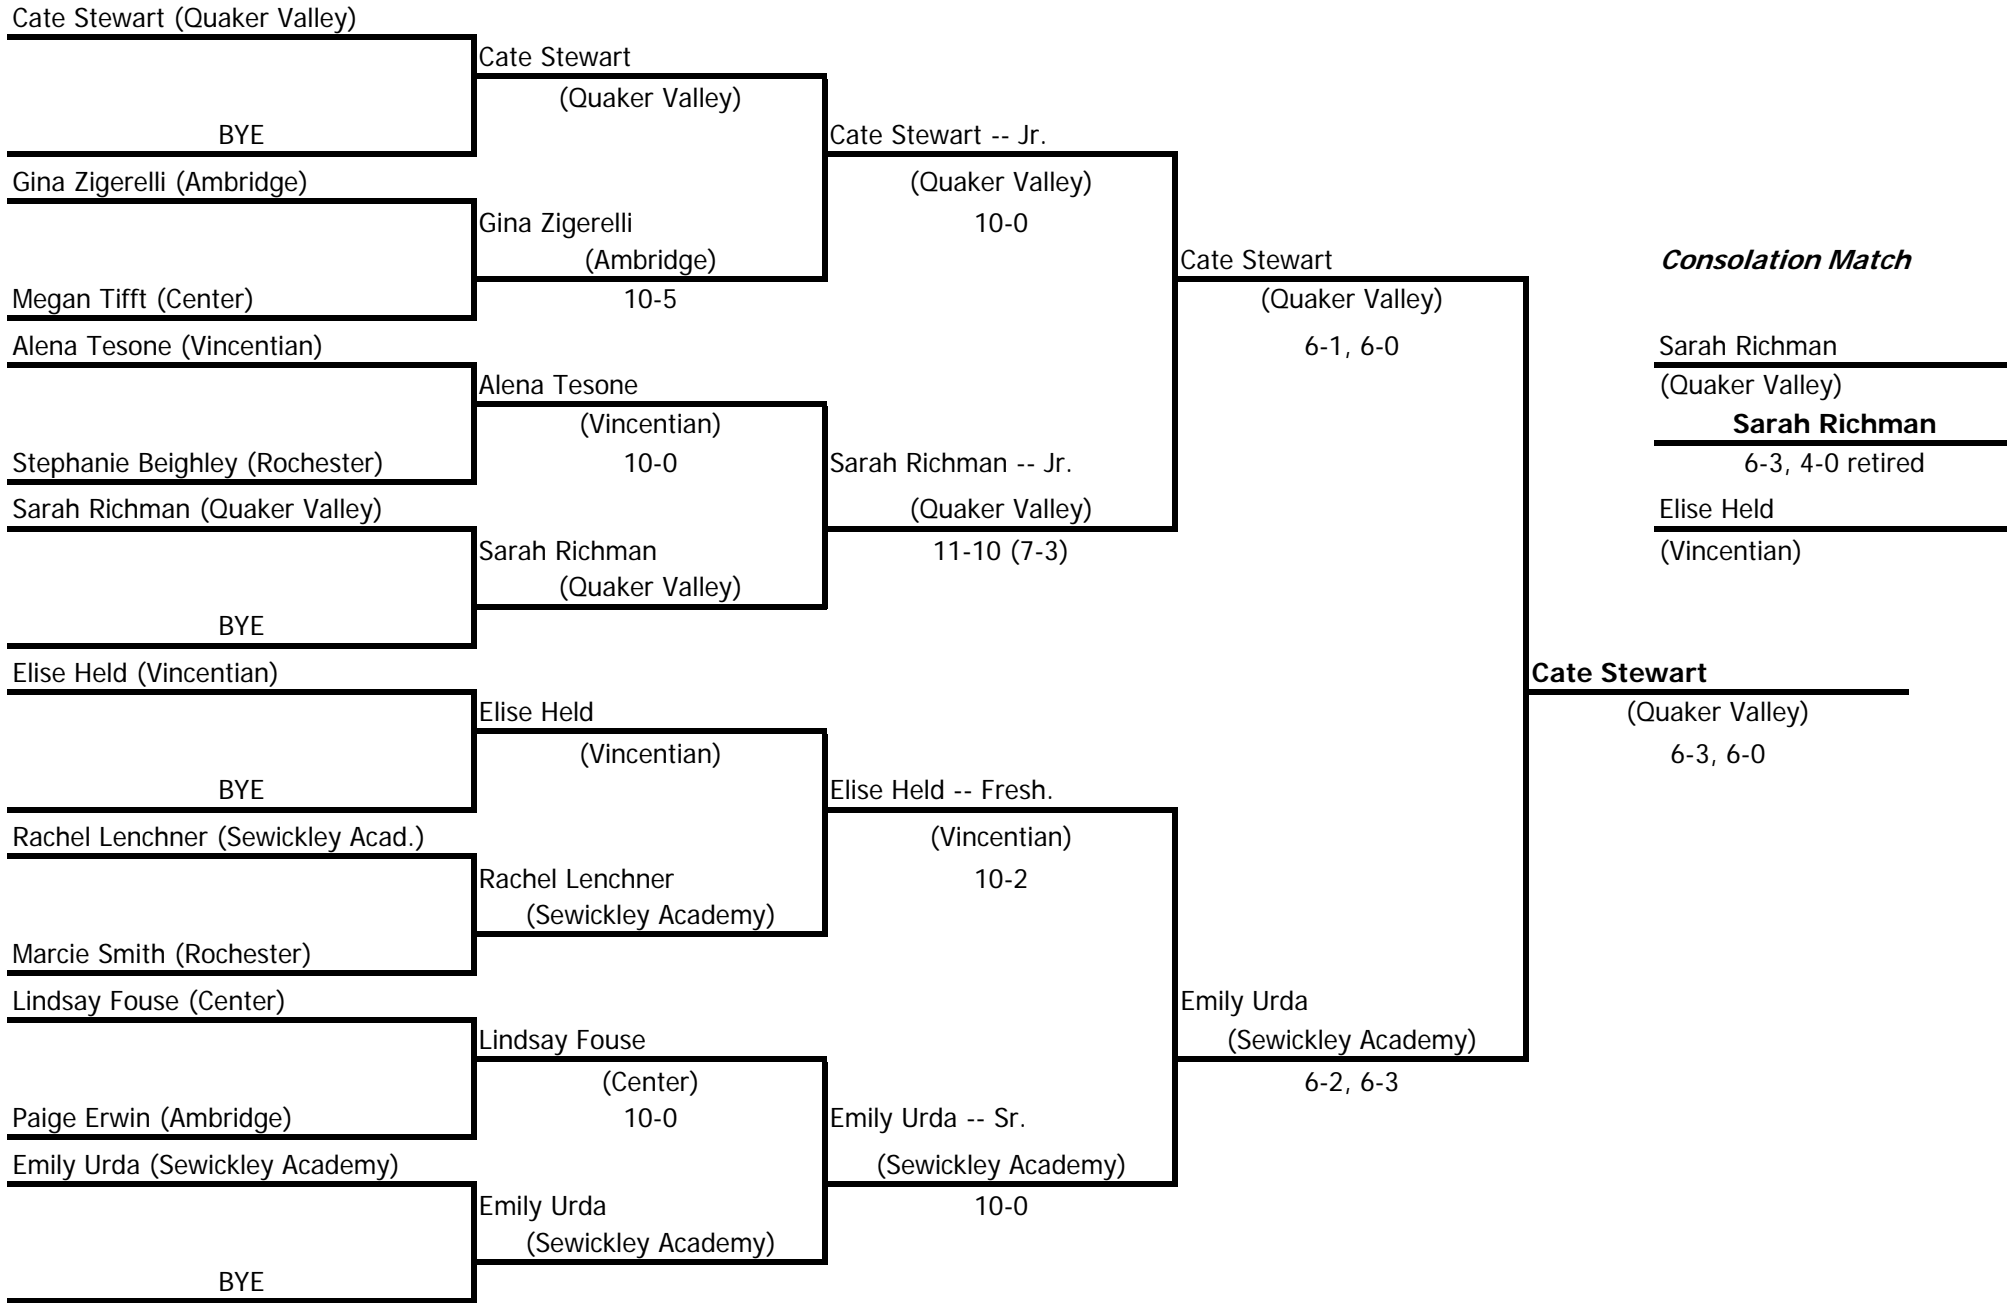 Cate Stewart (Quaker Valley)
BYE
Gina Zigerelli (Ambridge)
Megan Tifft (Center)
Alena Tesone (Vincentian)
Stephanie Beighley (Rochester)
Sarah Richman (Quaker Valley)
BYE
Elise Held (Vincentian)
BYE
Rachel Lenchner (Sewickley Acad.)
Marcie Smith (Rochester)
Lindsay Fouse (Center)
Paige Erwin (Ambridge)
Emily Urda (Sewickley Academy)
BYE
Cate Stewart
(Quaker Valley)
Gina Zigerelli
(Ambridge)
10-5
Alena Tesone
(Vincentian)
10-0
Sarah Richman
(Quaker Valley)
Elise Held
(Vincentian)
Rachel Lenchner
(Sewickley Academy)
Lindsay Fouse
(Center)
10-0
Emily Urda
(Sewickley Academy)
Cate Stewart -- Jr.
(Quaker Valley)
10-0
Sarah Richman -- Jr.
(Quaker Valley)
11-10 (7-3)
Elise Held -- Fresh.
(Vincentian)
10-2
Emily Urda -- Sr.
(Sewickley Academy)
10-0
Cate Stewart
(Quaker Valley)
6-1, 6-0
Emily Urda
(Sewickley Academy)
6-2, 6-3
Cate Stewart
(Quaker Valley)
6-3, 6-0
Consolation Match
Sarah Richman
(Quaker Valley)
Sarah Richman
6-3, 4-0 retired
Elise Held
(Vincentian)